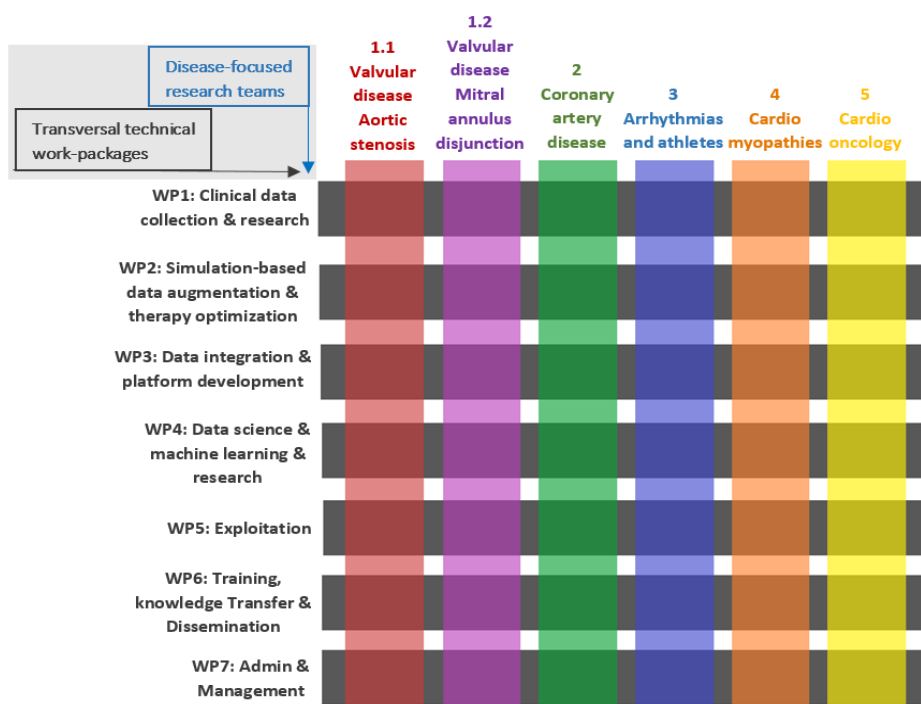 Disease-focused
research teams
Transversal technical
work-packages
1.1
Valvular
disease
Aortic
stenosis
1.2
Valvular
disease
Mitral
annulus
disjunction
2
Coronary
artery
disease
3
Arrhythmias
and athletes
4
Cardio
myopathies
5
Cardio
oncology
WP1: Clinical data
collection & research
WP2: Simulation-based
data augmentation &
therapy optimization
WP3: Data integration &
platform development
WP4: Data science &
machine learning &
research
WP5: Exploitation
WP6: Training,
knowledge Transfer &
Dissemination
WP7: Admin &
Management